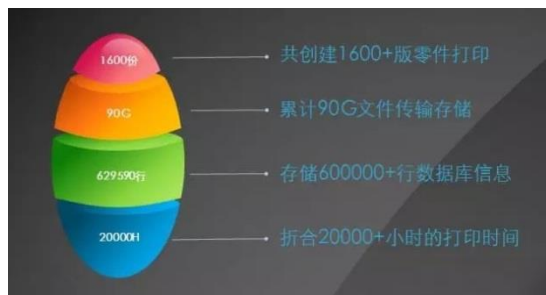 1600份
共创建1600+版零件打印
90G
累计90G文件传输存储
629590行
存储600000+行数据库信息
20000H
折合20000+小时的打印时间